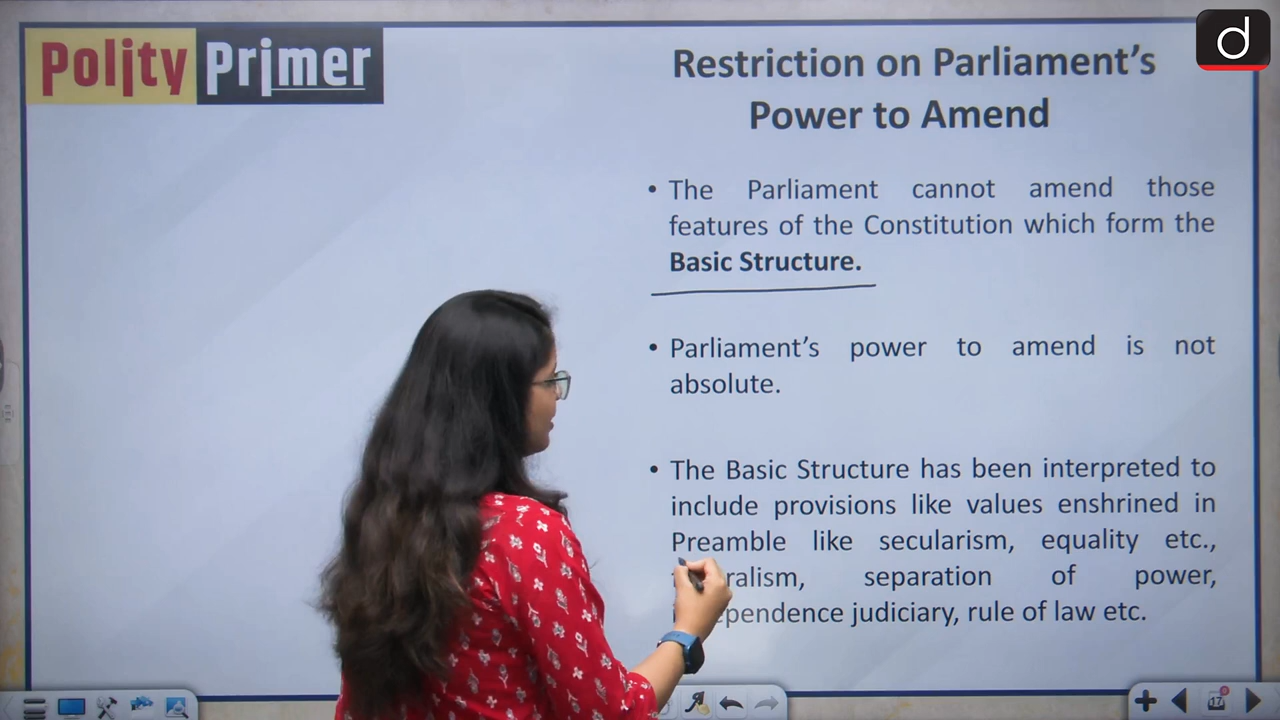 Polity Primer
d
Restriction on Parliament's
Power to Amend
• The Parliament cannot amend those
features of the Constitution which form the
Basic Structure.
• Parliament's power to amend is not
absolute.
• The Basic Structure has been interpreted to
include provisions like values enshrined in
Preamble like secularism, equality etc.,
separation of power,
judiciary, rule of law etc.
17